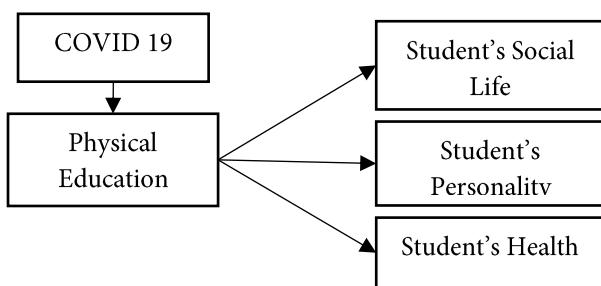 COVID 19
Physical
Education
Student's Social
Life
Student's
Personality
Student's Health